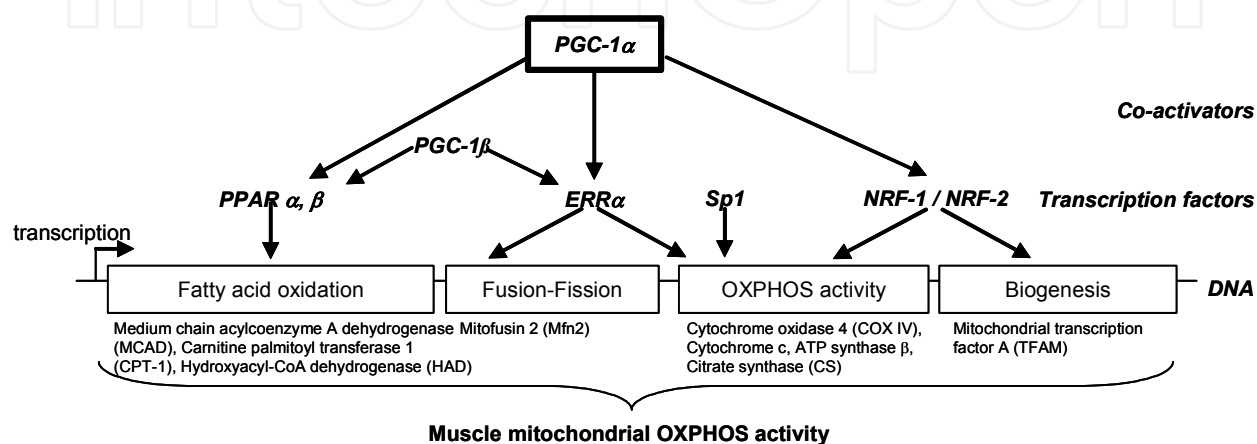 intechopen
PGC-1α
Co-activators
PGC-1β
PPAR α, β
ERRα
Sp1
NRF-1 / NRF-2
Transcription factors
transcription
Fatty acid oxidation
Fusion-Fission
OXPHOS activity
Biogenesis
DNA
Medium chain acylcoenzyme A dehydrogenase
(MCAD), Carnitine palmitoyl transferase 1
(CPT-1), Hydroxyacyl-CoA dehydrogenase (HAD)
Mitofusin 2 (Mfn2)
Cytochrome oxidase 4 (COX IV),
Cytochrome c, ATP synthase β,
Citrate synthase (CS)
Mitochondrial transcription
factor A (TFAM)
Muscle mitochondrial OXPHOS activity